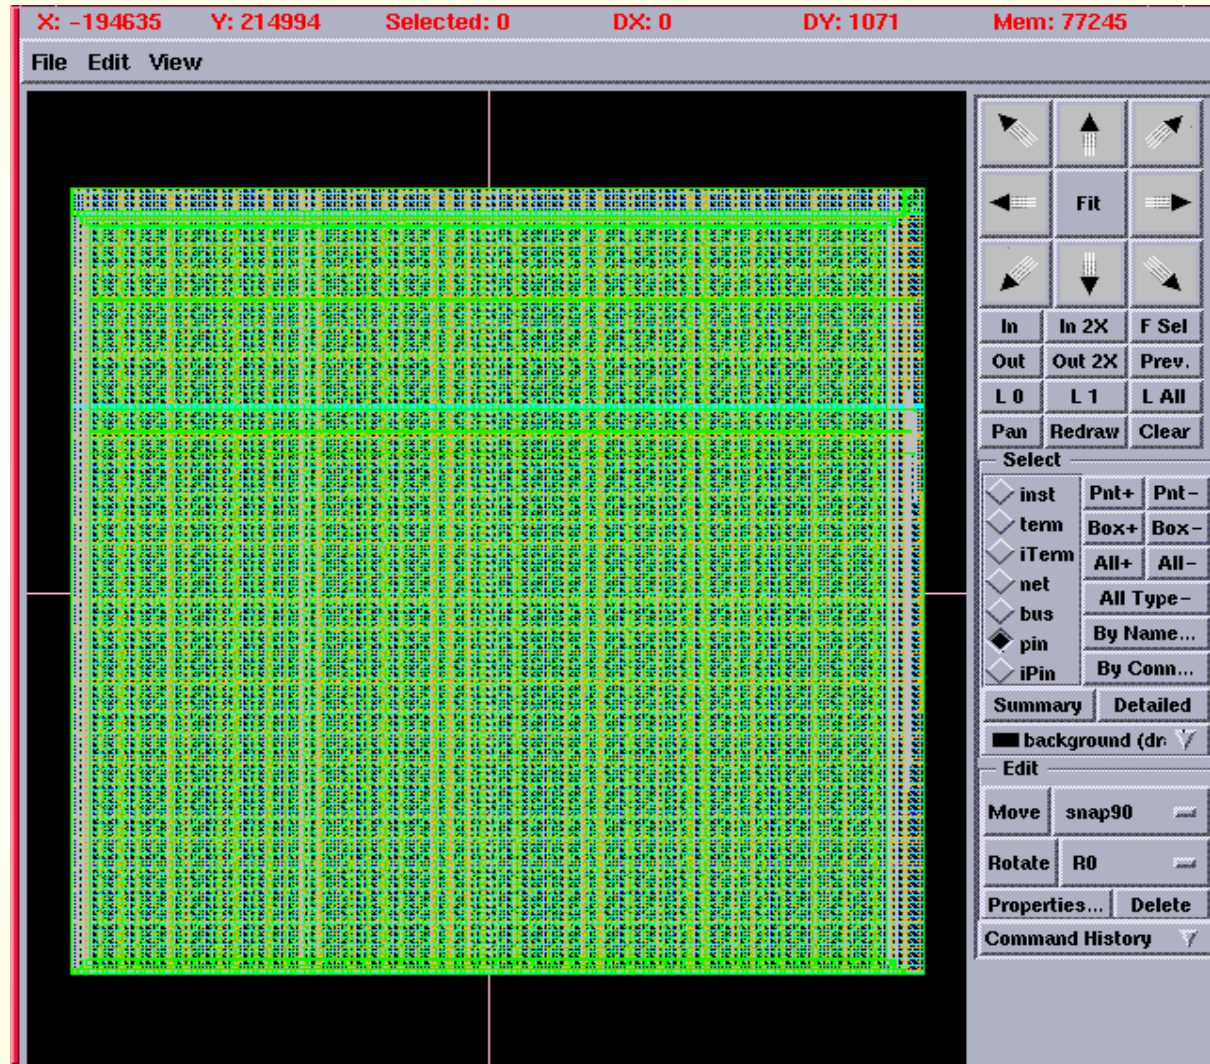 X: -194635 Y: 214994 Selected: 0 DX: 0 DY: 1071 Mem: 77245
File Edit View
Fit
In In 2X F Sel
Out Out 2X Prev.
L 0 L 1 L All
Pan Redraw Clear
Select
inst Pnt+ Pnt-
term Box+ Box-
iTerm All+ All-
net All Type-
bus
pin By Name...
iPin By Conn...
Summary Detailed
background (dr
Edit
Move snap90
Rotate R0
Properties... Delete
Command History